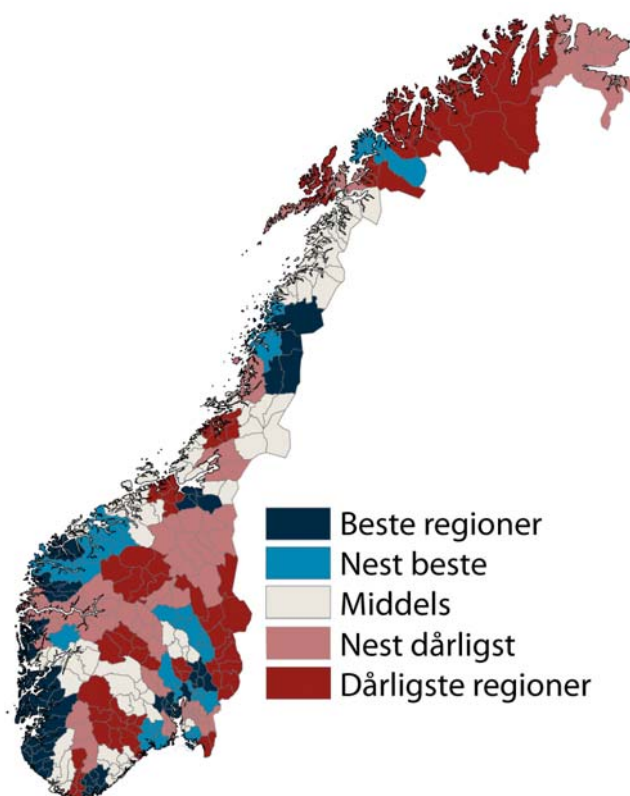 Beste regioner
Nest beste
Middels
Nest dårligst
Dårligste regioner